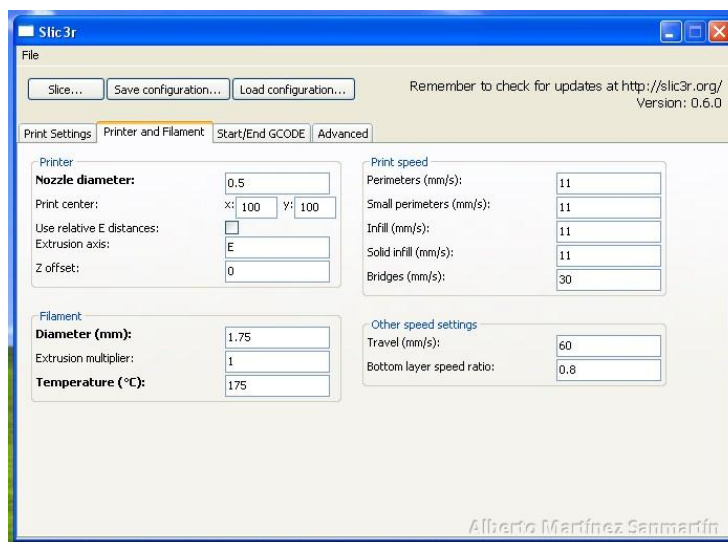 Slic3r
File
Slice... Save configuration... Load configuration...
Remember to check for updates at http://slic3r.org/
Version: 0.6.0
Print Settings Printer and Filament Start/End GCODE Advanced
Printer
Nozzle diameter: 0.5
Print center: x: 100 y: 100
Use relative E distances:
Extrusion axis: E
Z offset: 0
Filament
Diameter (mm): 1.75
Extrusion multiplier: 1
Temperature (°C): 175
Print speed
Perimeters (mm/s): 11
Small perimeters (mm/s): 11
Infill (mm/s): 11
Solid infill (mm/s): 11
Bridges (mm/s): 30
Other speed settings
Travel (mm/s): 60
Bottom layer speed ratio: 0.8
Alberto Martínez Sanmartín